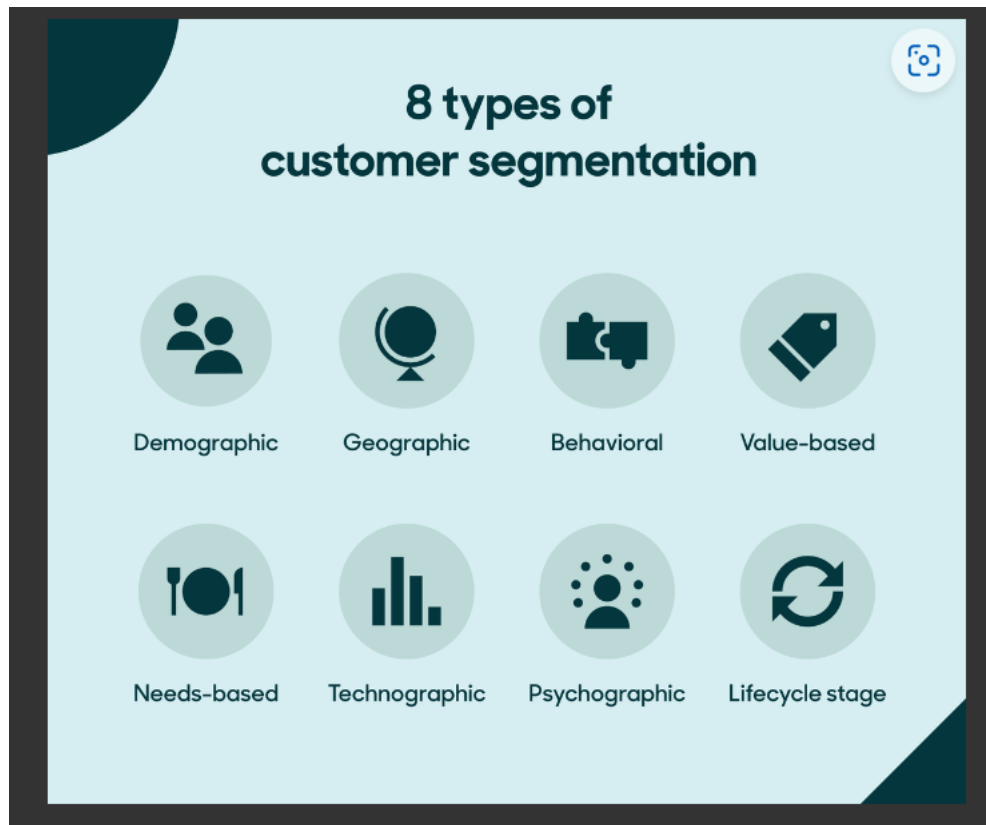 8 types of
customer segmentation
Demographic
Geographic
Behavioral
Value-based
Needs-based
Technographic
Psychographic
Lifecycle stage